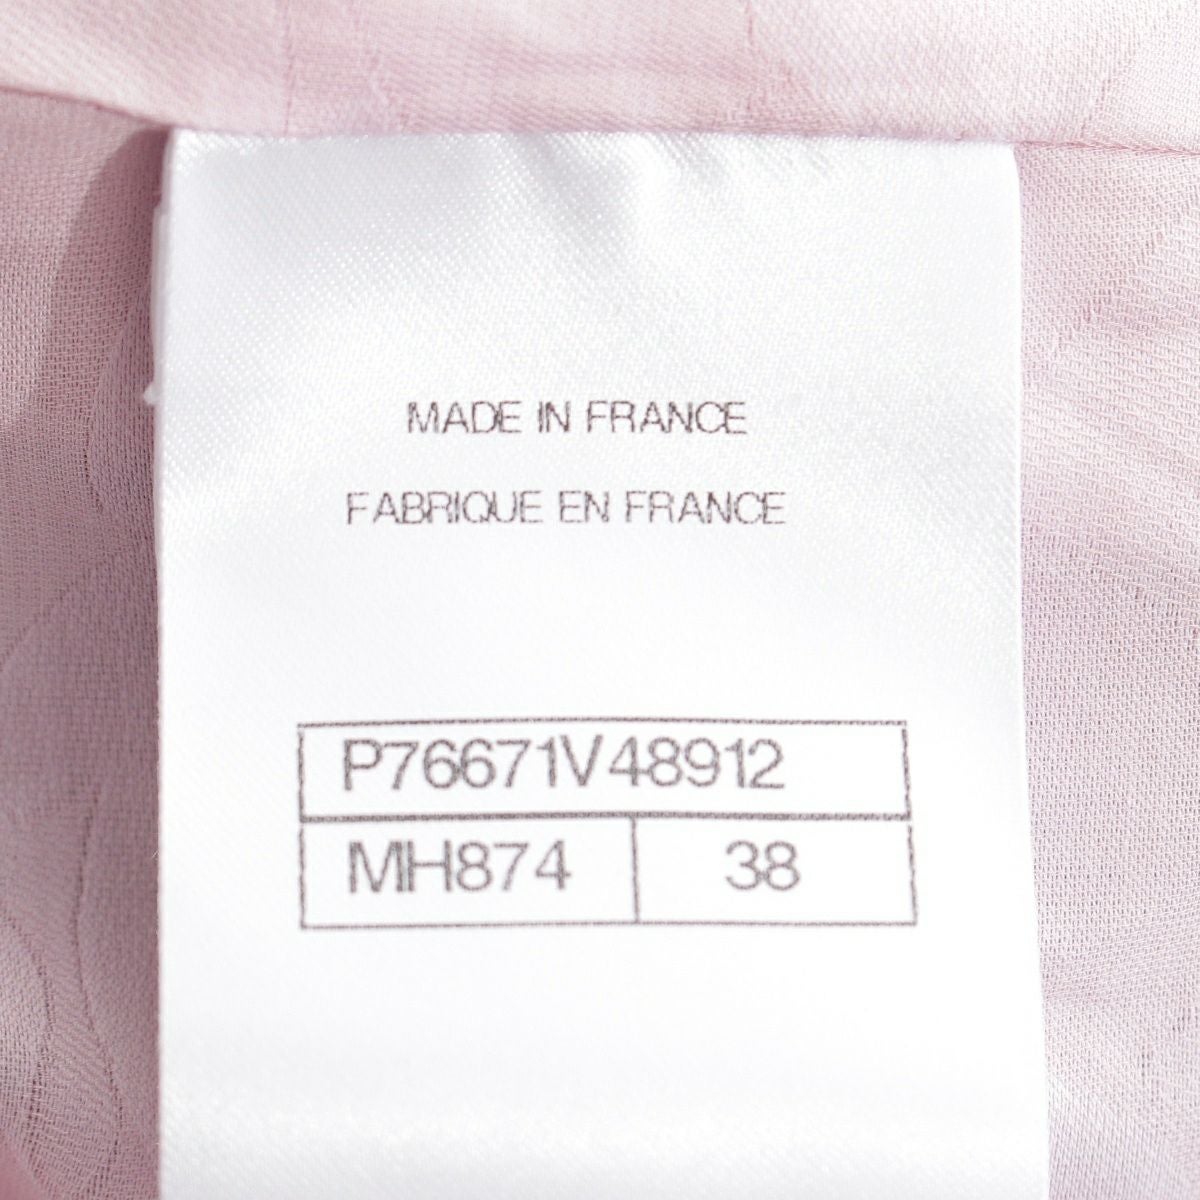 MADE IN FRANCE
FABRIQUE EN FRANCE
P76671V48912
MH874 38